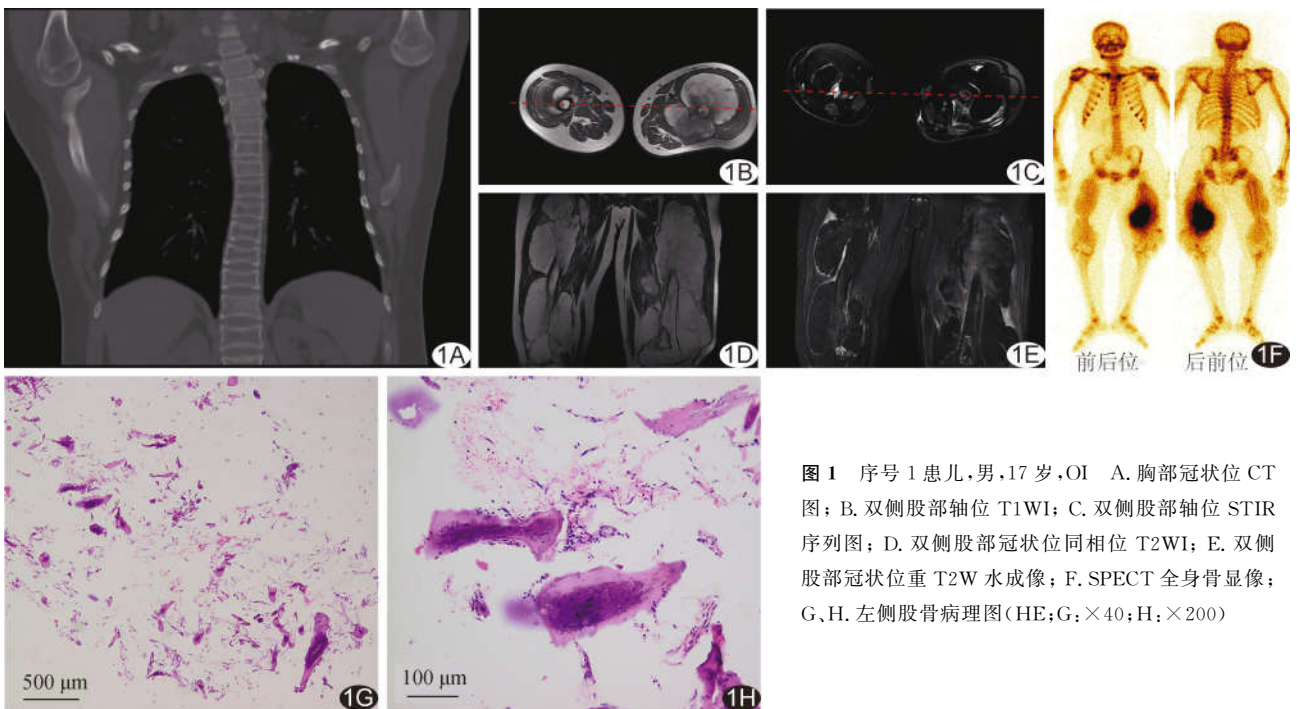 1A
1B
1C
1D
1E
前后位 后前位 1F
500 μm
1G
100 μm
1H
图 1 序号 1 患儿,男,17 岁,OI A. 胸部冠状位 CT
图; B. 双侧股部轴位 T1WI; C. 双侧股部轴位 STIR
序列图; D. 双侧股部冠状位同相位 T2WI; E. 双侧
股部冠状位重 T2W 水成像; F. SPECT 全身骨显像;
G、H. 左侧股骨病理图(HE;G:×40;H:×200)